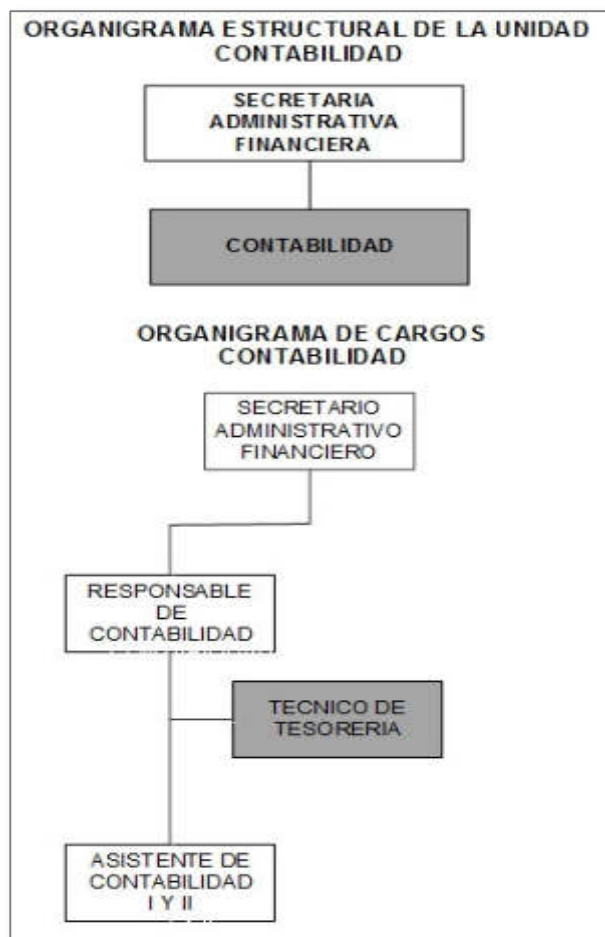 ORGANIGRAMA ESTRUCTURAL DE LA UNIDAD
CONTABILIDAD
SECRETARIA
ADMINISTRATIVA
FINANCIERA
CONTABILIDAD
ORGANIGRAMA DE CARGOS
CONTABILIDAD
SECRETARIO
ADMINISTRATIVO
FINANCIERO
RESPONSABLE
DE
CONTABILIDAD
TECNICO DE
TESORERIA
ASISTENTE DE
CONTABILIDAD
I Y II